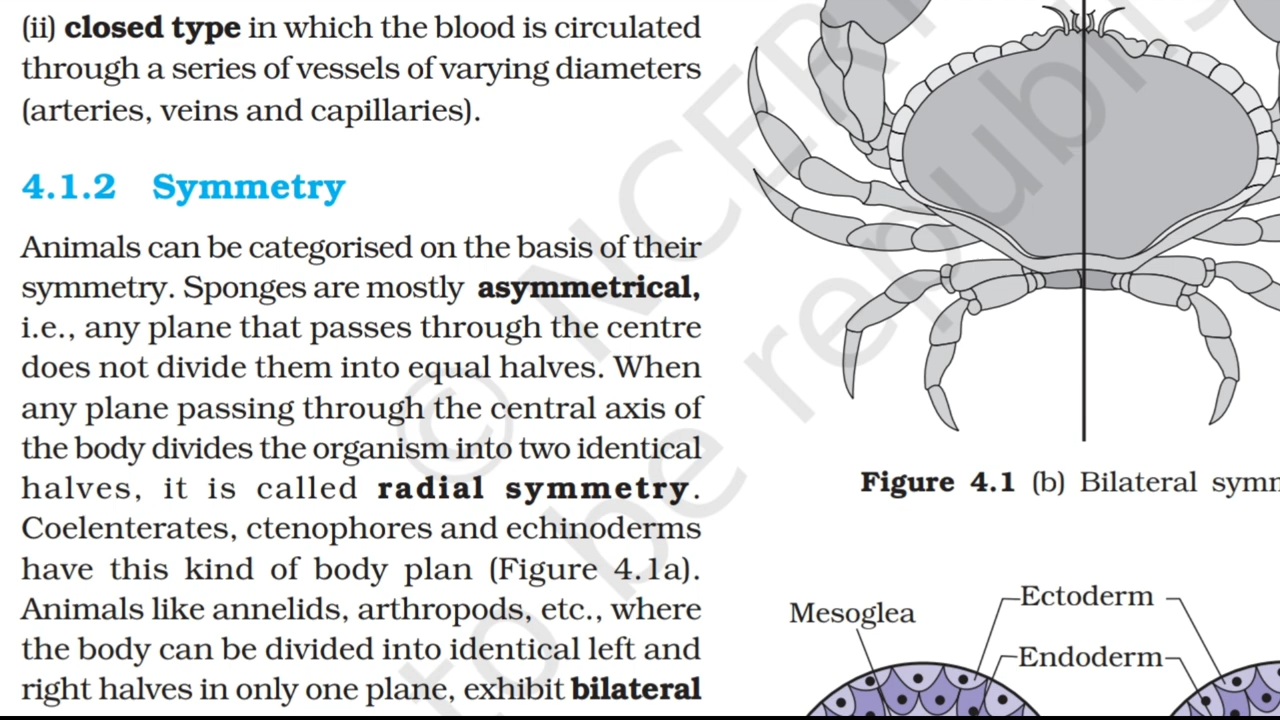 (ii) closed type in which the blood is circulated
through a series of vessels of varying diameters
(arteries, veins and capillaries).
4.1.2 Symmetry
Animals can be categorised on the basis of their
symmetry. Sponges are mostly asymmetrical,
i.e., any plane that passes through the centre
does not divide them into equal halves. When
any plane passing through the central axis of
the body divides the organism into two identical
halves, it is called radial symmetry.
Coelenterates, ctenophores and echinoderms
have this kind of body plan (Figure 4.1a).
Animals like annelids, arthropods, etc., where
the body can be divided into identical left and
right halves in only one plane, exhibit bilateral
Figure 4.1 (b) Bilateral
Mesoglea
Ectoderm
Endoderm
© NCERT
to be republis